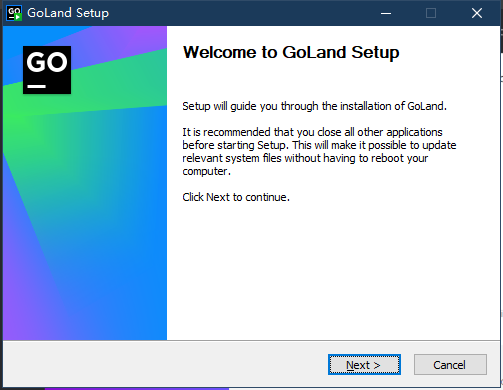 GO GoLand Setup
GO
Welcome to GoLand Setup
Setup will guide you through the installation of GoLand.
It is recommended that you close all other applications
before starting Setup. This will make it possible to update
relevant system files without having to reboot your
computer.
Click Next to continue.
Next >
Cancel